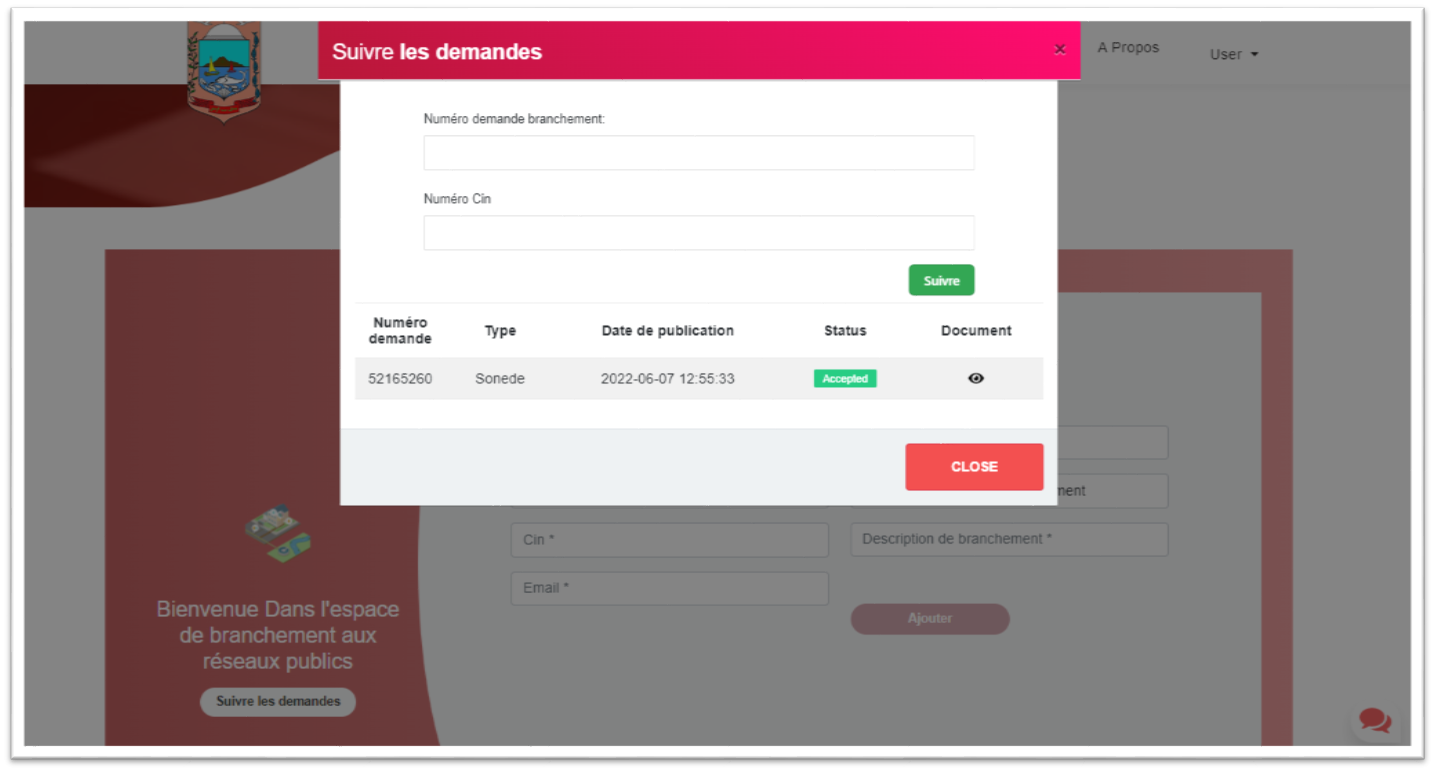 Suivre les demandes
×
A Propos
User
Numéro demande branchement:
Numéro Cin
Suivre
Numéro demande Type Date de publication Status Document
52165260 Sonede 2022-06-07 12:55:33 Accepted
CLOSE
Cin *
Description de branchement *
Email *
Ajouter
Bienvenue Dans l'espace
de branchement aux
réseaux publics
Suivre les demandes